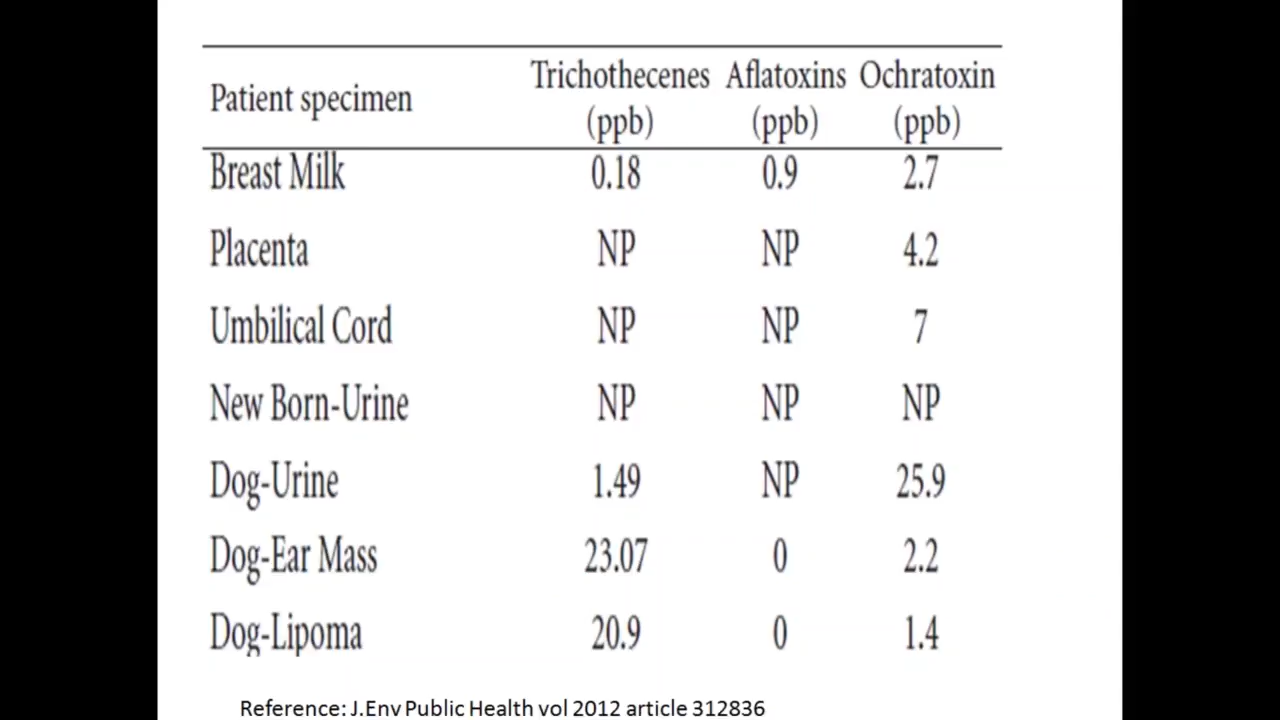 Patient specimen Trichothecenes (ppb) Aflatoxins (ppb) Ochratoxin (ppb)
Breast Milk 0.18 0.9 2.7
Placenta NP NP 4.2
Umbilical Cord NP NP 7
New Born-Urine NP NP NP
Dog-Urine 1.49 NP 25.9
Dog-Ear Mass 23.07 0 2.2
Dog-Lipoma 20.9 0 1.4
Reference: J.Env Public Health vol 2012 article 312836